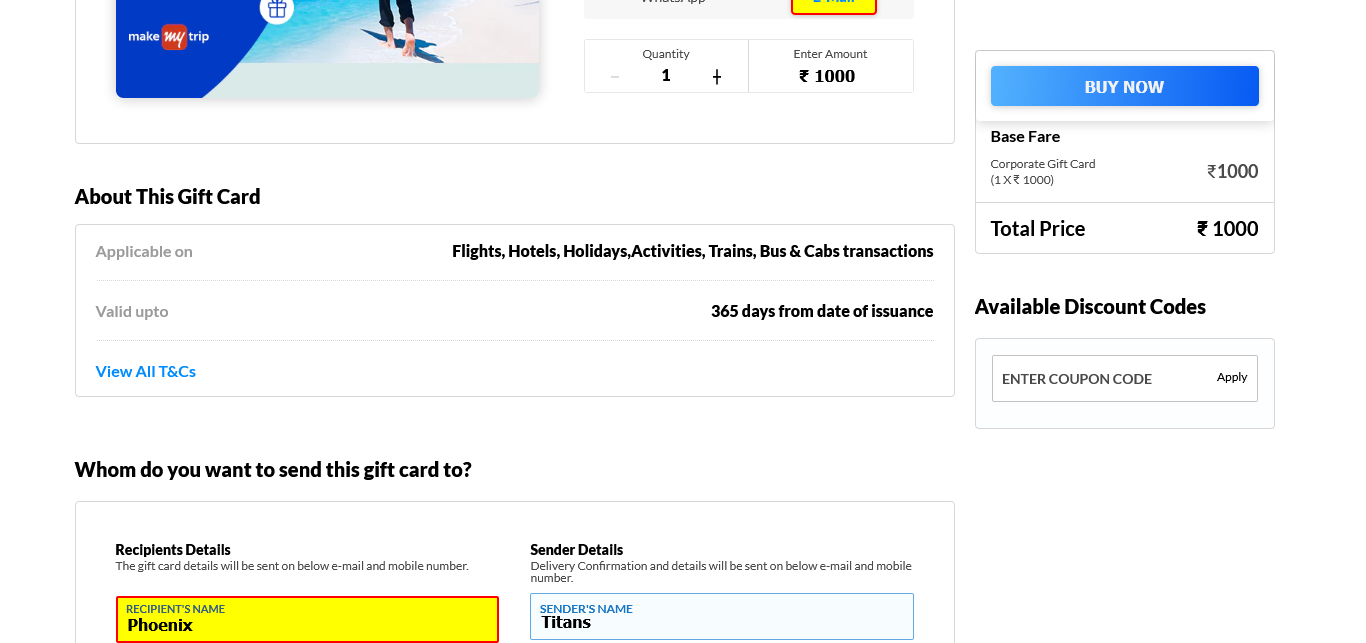 WhatsApp
E-Mail
make my trip
Quantity
Enter Amount
1
₹ 1000
BUY NOW
Base Fare
Corporate Gift Card
(1 X ₹ 1000)
₹1000
Total Price
₹ 1000
About This Gift Card
Applicable on
Flights, Hotels, Holidays,Activities, Trains, Bus & Cabs transactions
Valid upto
365 days from date of issuance
View All T&Cs
Available Discount Codes
ENTER COUPON CODE
Apply
Whom do you want to send this gift card to?
Recipients Details
The gift card details will be sent on below e-mail and mobile number.
RECIPIENT'S NAME
Phoenix
Sender Details
Delivery Confirmation and details will be sent on below e-mail and mobile
number.
SENDER'S NAME
Titans